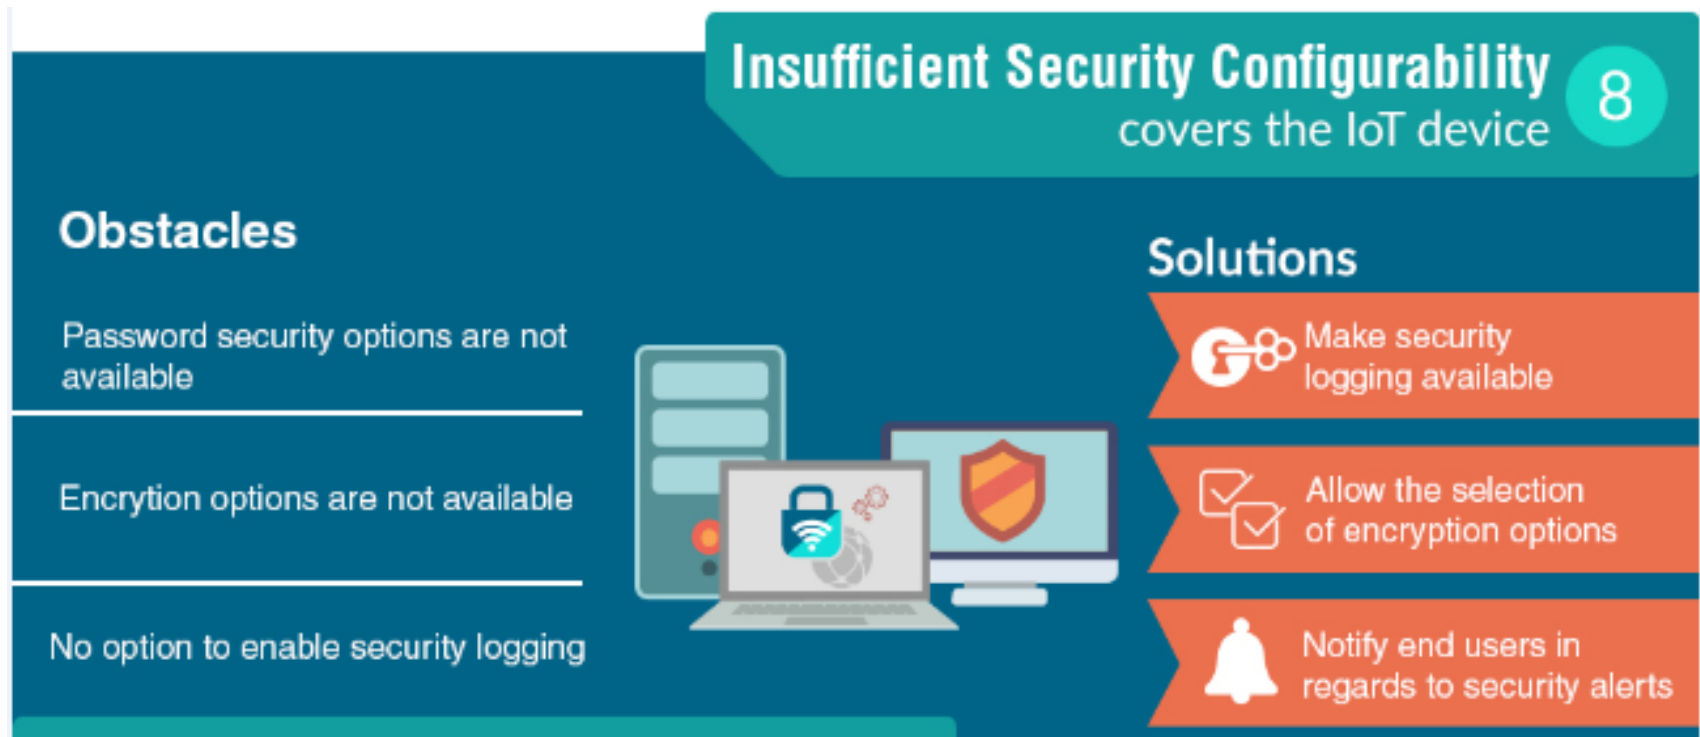 Insufficient Security Configurability
covers the IoT device
8
Obstacles
Password security options are not
available
Encrytion options are not available
No option to enable security logging
Solutions
Make security
logging available
Allow the selection
of encryption options
Notify end users in
regards to security alerts